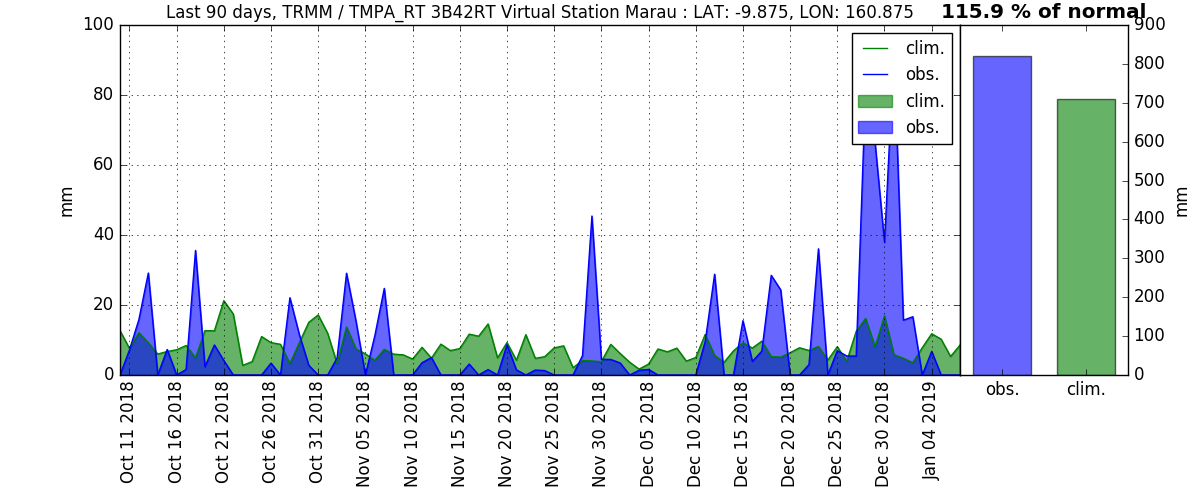 Last 90 days, TRMM / TMPA_RT 3B42RT Virtual Station Marau : LAT: -9.875, LON: 160.875
115.9 % of normal
mm
100
80
60
40
20
0
clim.
obs.
clim.
obs.
Oct 11 2018
Oct 16 2018
Oct 21 2018
Oct 26 2018
Oct 31 2018
Nov 05 2018
Nov 10 2018
Nov 15 2018
Nov 20 2018
Nov 25 2018
Nov 30 2018
Dec 05 2018
Dec 10 2018
Dec 15 2018
Dec 20 2018
Dec 25 2018
Dec 30 2018
Jan 04 2019
900
800
700
600
500
400
300
200
100
0
mm
obs.
clim.